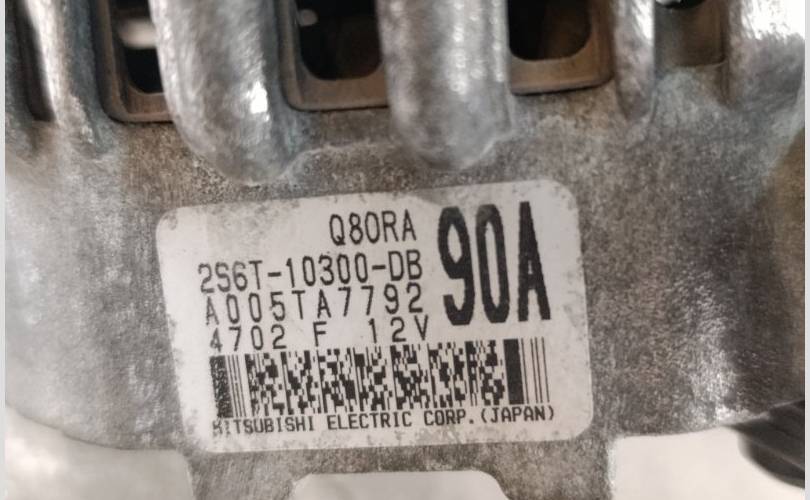 Q80RA
90A
2S6T-10300-DB
A005TA7792
4702 F 12V
MITSUBISHI ELECTRIC CORP.(JAPAN)